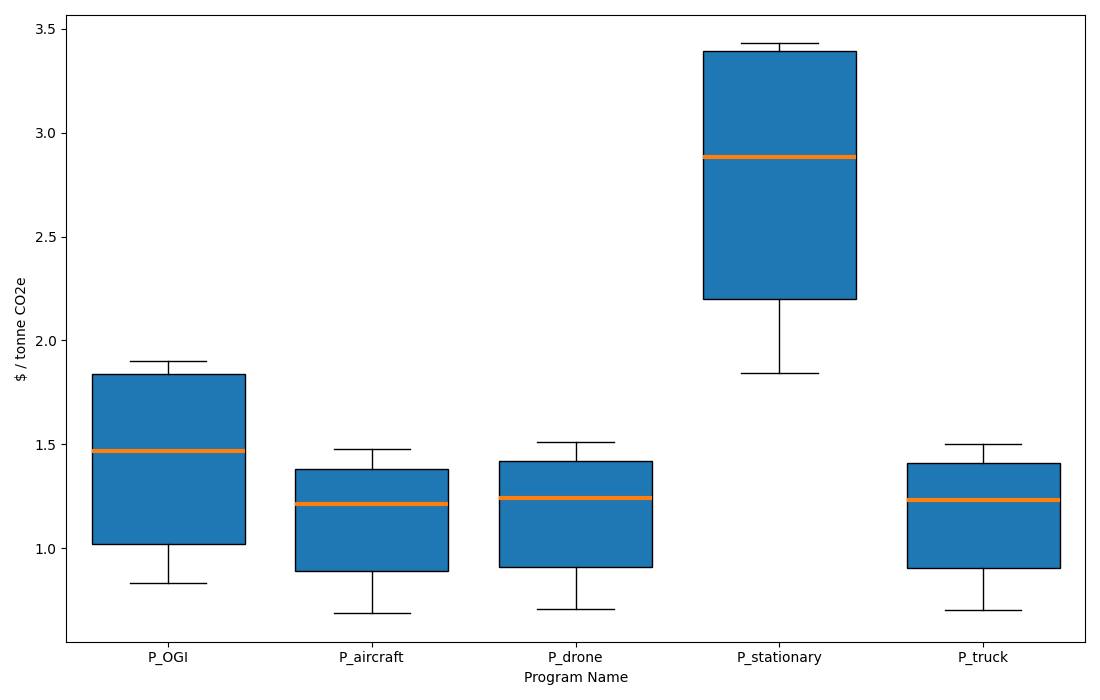 3.5
3.0
2.5
2.0
1.5
1.0
$ / tonne CO2e
P_OGI P_aircraft P_drone P_stationary P_truck
Program Name